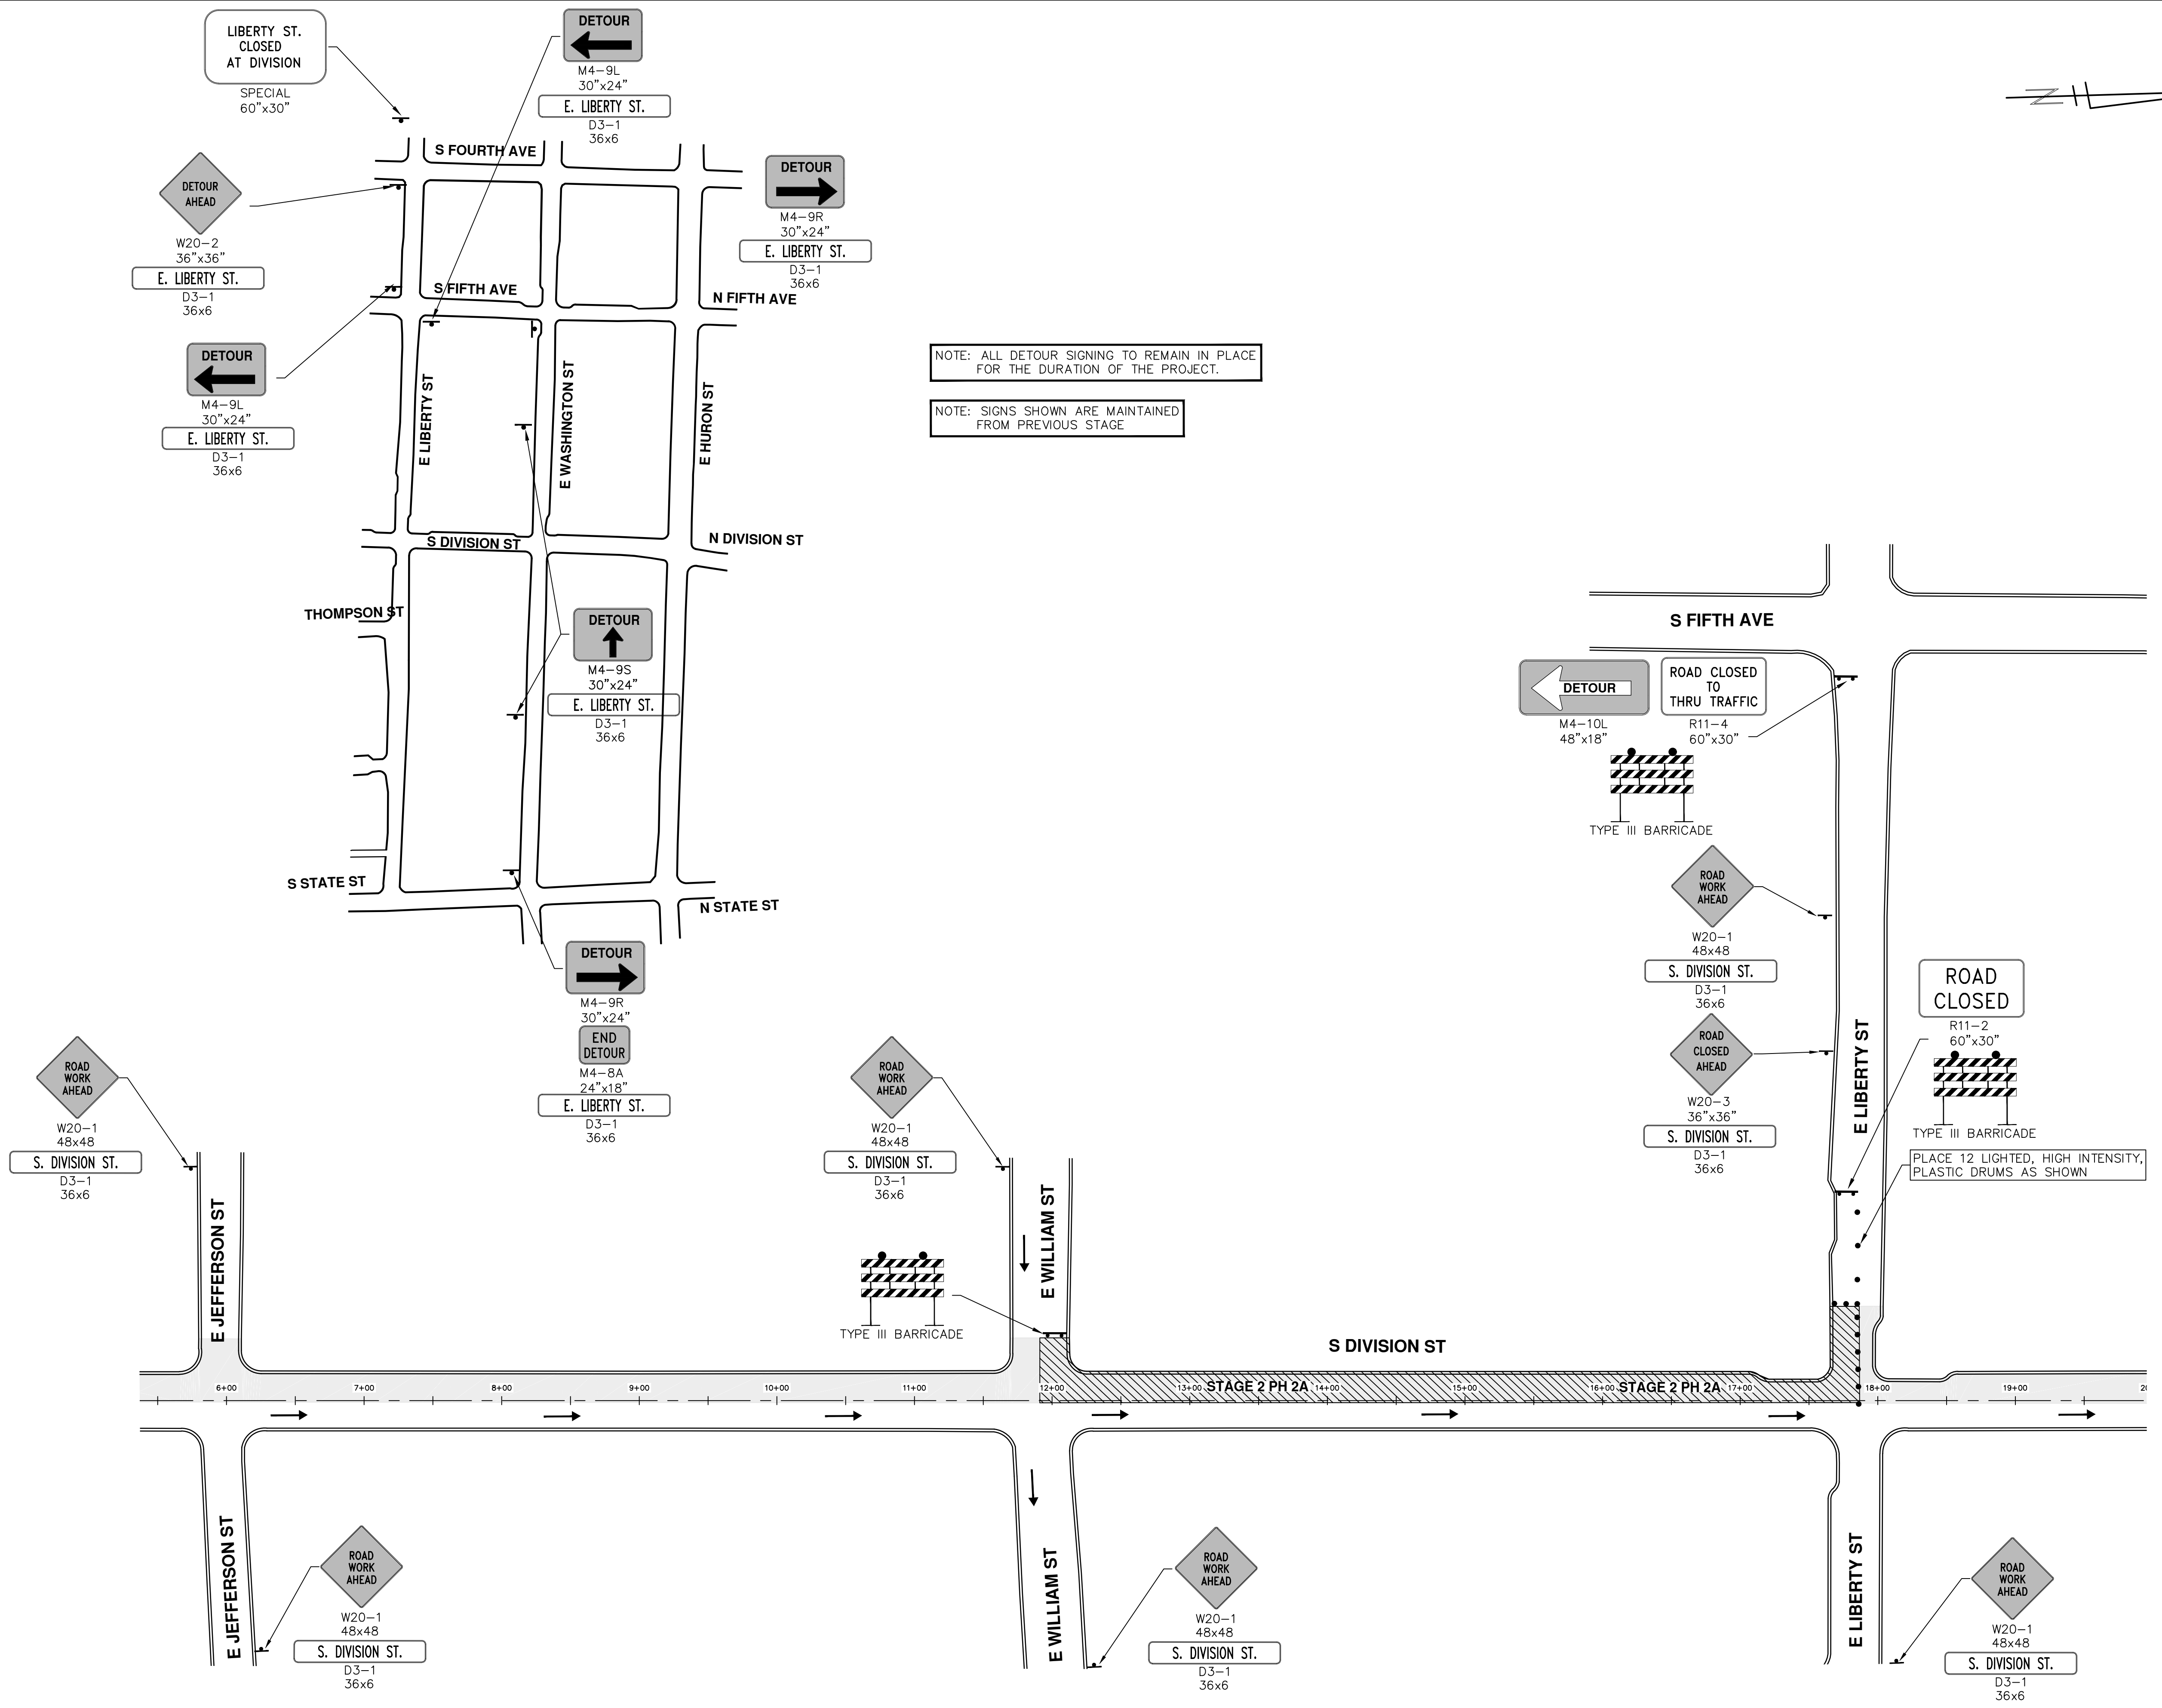 LIBERTY ST.
CLOSED
AT DIVISION
SPECIAL
60"x30"
DETOUR
M4-9L
30"x24"
E. LIBERTY ST.
D3-1
36x6
DETOUR
AHEAD
W20-2
36"x36"
E. LIBERTY ST.
D3-1
36x6
DETOUR
M4-9R
30"x24"
E. LIBERTY ST.
D3-1
36x6
DETOUR
M4-9L
30"x24"
E. LIBERTY ST.
D3-1
36x6
S FOURTH AVE
S FIFTH AVE
N FIFTH AVE
E LIBERTY ST
E WASHINGTON ST
E HURON ST
S DIVISION ST
N DIVISION ST
THOMPSON ST
DETOUR
M4-9S
30"x24"
E. LIBERTY ST.
D3-1
36x6
S STATE ST
N STATE ST
DETOUR
M4-9R
30"x24"
END
DETOUR
M4-8A
24"x18"
E. LIBERTY ST.
D3-1
36x6
NOTE: ALL DETOUR SIGNING TO REMAIN IN PLACE
FOR THE DURATION OF THE PROJECT.
NOTE: SIGNS SHOWN ARE MAINTAINED
FROM PREVIOUS STAGE
N
S FIFTH AVE
DETOUR
M4-10L
48"x18"
ROAD CLOSED
TO
THRU TRAFFIC
R11-4
60"x30"
TYPE III BARRICADE
ROAD
WORK
AHEAD
W20-1
48x48
S. DIVISION ST.
D3-1
36x6
ROAD
CLOSED
AHEAD
W20-3
36"x36"
S. DIVISION ST.
D3-1
36x6
E LIBERTY ST
ROAD
CLOSED
R11-2
60"x30"
TYPE III BARRICADE
PLACE 12 LIGHTED, HIGH INTENSITY,
PLASTIC DRUMS AS SHOWN
ROAD
WORK
AHEAD
W20-1
48x48
S. DIVISION ST.
D3-1
36x6
E JEFFERSON ST
ROAD
WORK
AHEAD
W20-1
48x48
S. DIVISION ST.
D3-1
36x6
E WILLIAM ST
TYPE III BARRICADE
S DIVISION ST
6+00
7+00
8+00
9+00
10+00
11+00
12+00
13+00
STAGE 2 PH 2A
14+00
15+00
16+00
STAGE 2 PH 2A
17+00
18+00
19+00
20
E JEFFERSON ST
ROAD
WORK
AHEAD
W20-1
48x48
S. DIVISION ST.
D3-1
36x6
E WILLIAM ST
ROAD
WORK
AHEAD
W20-1
48x48
S. DIVISION ST.
D3-1
36x6
E LIBERTY ST
ROAD
WORK
AHEAD
W20-1
48x48
S. DIVISION ST.
D3-1
36x6